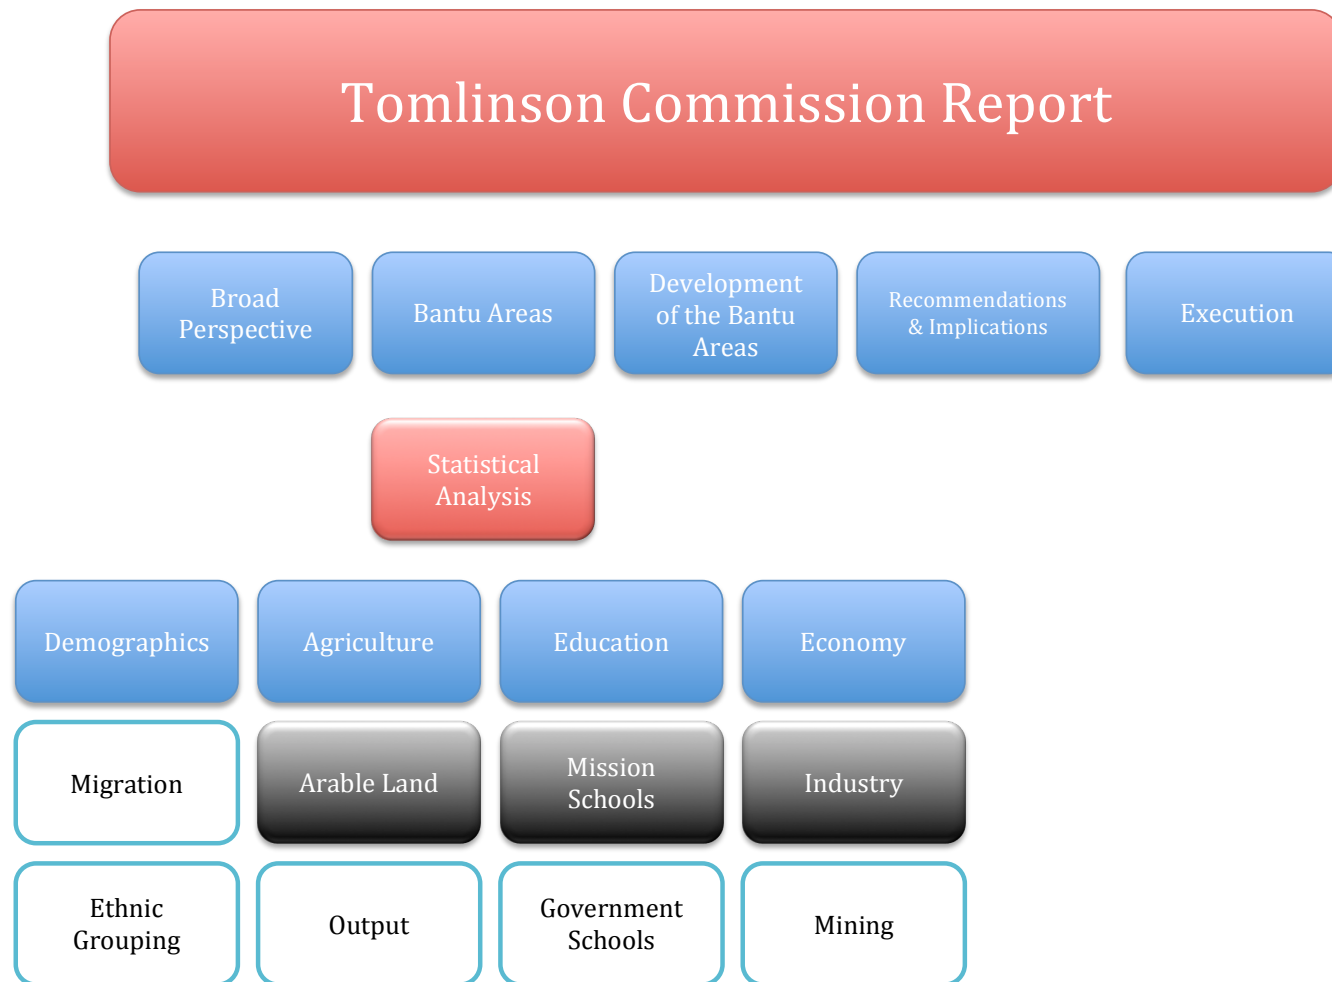 Tomlinson Commission Report
Broad
Perspective
Bantu Areas
Development
of the Bantu
Areas
Recommendations
& Implications
Execution
Statistical
Analysis
Demographics
Agriculture
Education
Economy
Migration
Arable Land
Mission
Schools
Industry
Ethnic
Grouping
Output
Government
Schools
Mining